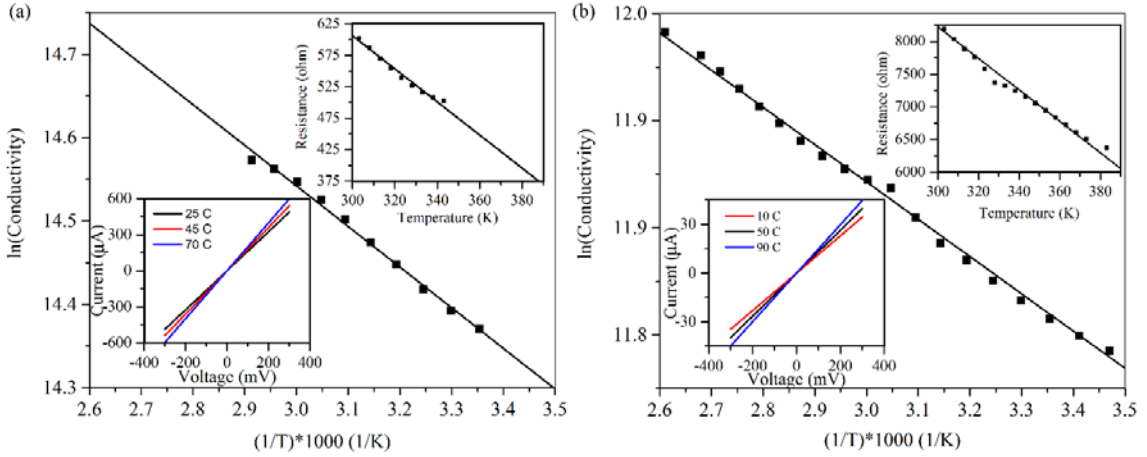 (a)
14.7
14.6
14.5
14.4
14.3
ln(Conductivity)
2.6 2.7 2.8 2.9 3.0 3.1 3.2 3.3 3.4 3.5
(1/T)*1000 (1/K)
625
575
525
475
425
375
Resistance (ohm)
300 320 340 360 380
Temperature (K)
600
300
0
-300
-600
Current (μA)
25 C
45 C
70 C
-400 -200 0 200 400
Voltage (mV)
(b)
12.0
11.9
11.9
11.8
ln(Conductivity)
2.6 2.7 2.8 2.9 3.0 3.1 3.2 3.3 3.4 3.5
(1/T)*1000 (1/K)
8000
7500
7000
6500
6000
Resistance (ohm)
300 320 340 360 380
Temperature (K)
30
0
-30
Current (μA)
10 C
50 C
90 C
-400 -200 0 200 400
Voltage (mV)